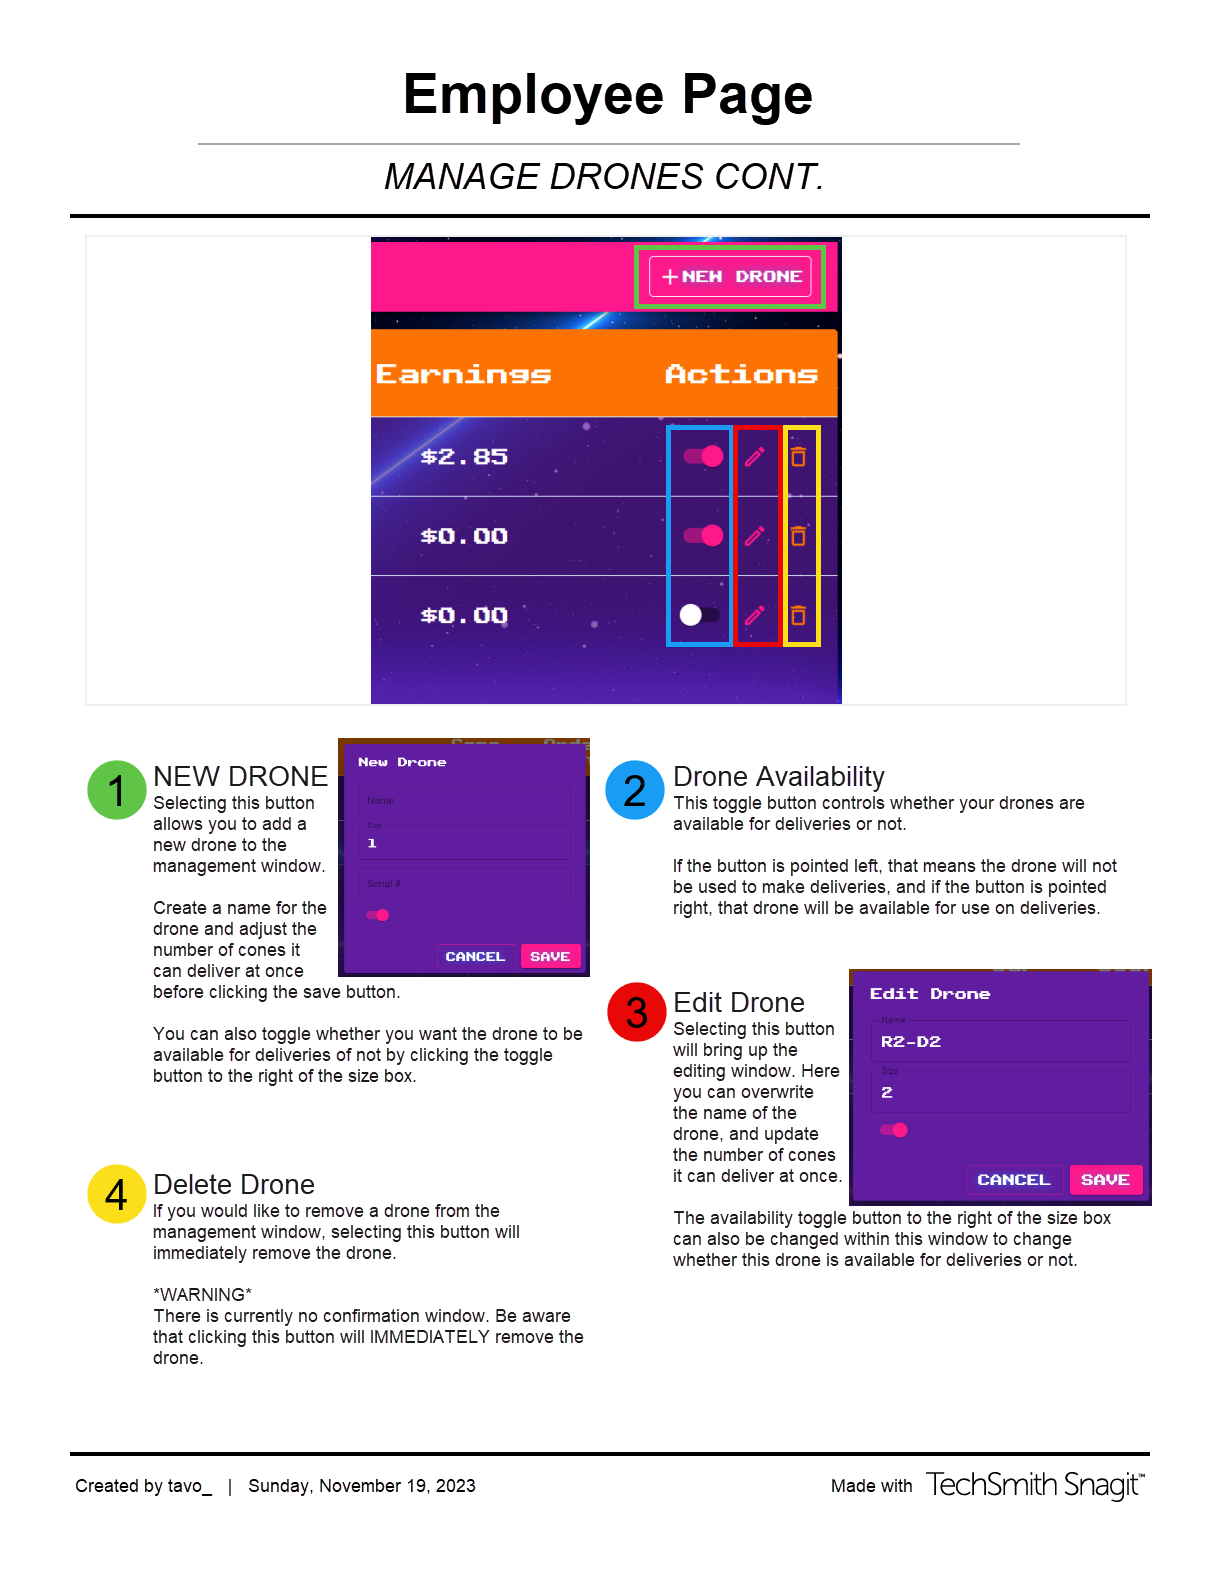 Employee Page
MANAGE DRONES CONT.
+NEW DRONE
Earnings Actions
$2.85
$0.00
$0.00
1
NEW DRONE
Selecting this button
allows you to add a
new drone to the
management window.
Create a name for the
drone and adjust the
number of cones it
can deliver at once
before clicking the save button.
You can also toggle whether you want the drone to be
available for deliveries of not by clicking the toggle
button to the right of the size box.
New Drone
Name
Size
1
Serial #
CANCEL SAVE
2
Drone Availability
This toggle button controls whether your drones are
available for deliveries or not.
If the button is pointed left, that means the drone will not
be used to make deliveries, and if the button is pointed
right, that drone will be available for use on deliveries.
3
Edit Drone
Selecting this button
will bring up the
editing window. Here
you can overwrite
the name of the
drone, and update
the number of cones
it can deliver at once.
The availability toggle button to the right of the size box
can also be changed within this window to change
whether this drone is available for deliveries or not.
Edit Drone
Name
R2-D2
Size
2
CANCEL SAVE
4
Delete Drone
If you would like to remove a drone from the
management window, selecting this button will
immediately remove the drone.
*WARNING*
There is currently no confirmation window. Be aware
that clicking this button will IMMEDIATELY remove the
drone.
Created by tavo_ | Sunday, November 19, 2023
Made with TechSmith Snagit™